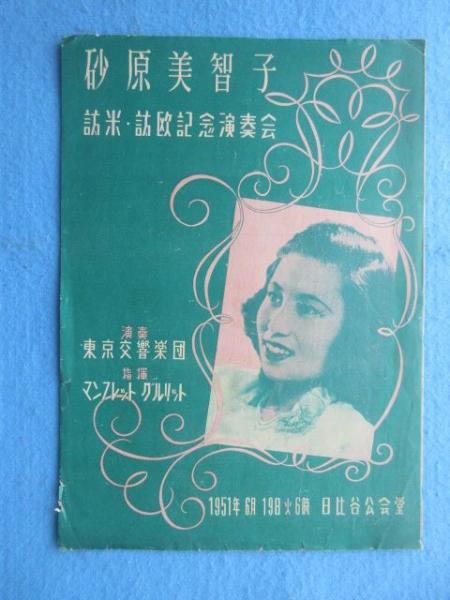 砂原美智子
訪米・訪欧記念演奏会
演奏
東京交響楽団
指揮
マンフレット グルリット
1951年6月19日火6時 日比谷公会堂